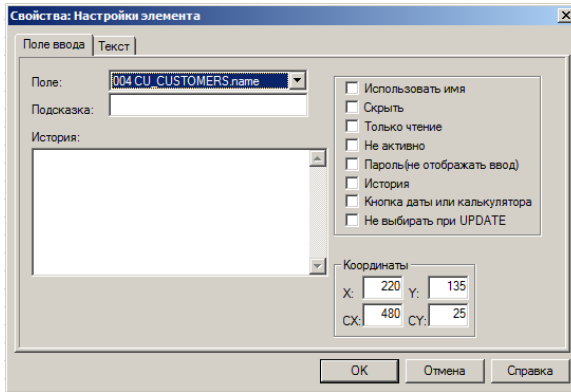 Свойства: Настройки элемента
Поле ввода Текст
Поле: 004 CU_CUSTOMERS.name
Подсказка:
История:
Использовать имя
Скрыть
Только чтение
Не активно
Пароль(не отображать ввод)
История
Кнопка даты или калькулятора
Не выбирать при UPDATE
Координаты
X: 220 Y: 135
CX: 480 CY: 25
OK Отмена Справка